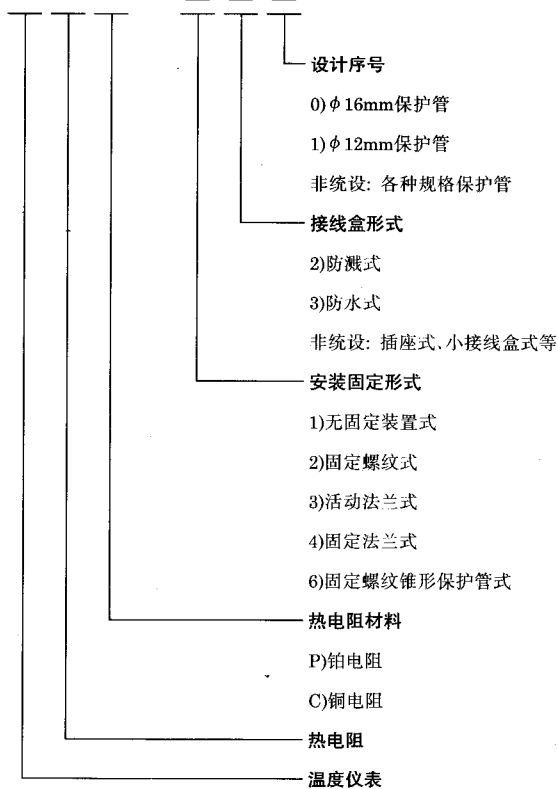 设计序号
0)φ16mm保护管
1)φ12mm保护管
非统设: 各种规格保护管
接线盒形式
2)防溅式
3)防水式
非统设: 插座式、小接线盒式等
安装固定形式
1)无固定装置式
2)固定螺纹式
3)活动法兰式
4)固定法兰式
6)固定螺纹锥形保护管式
热电阻材料
P)铂电阻
C)铜电阻
热电阻
温度仪表